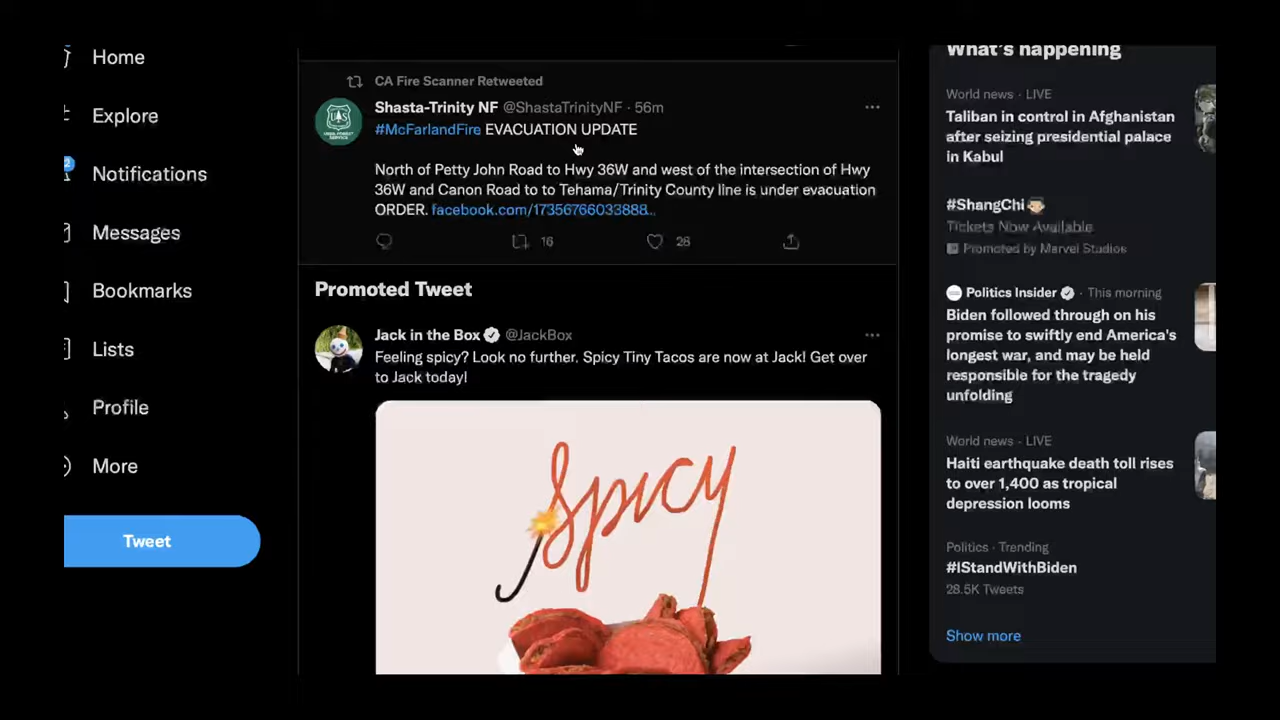 Home
Explore
2
Notifications
Messages
Bookmarks
Lists
Profile
More
Tweet
CA Fire Scanner Retweeted
Shasta-Trinity NF @ShastaTrinityNF · 56m
#McFarlandFire EVACUATION UPDATE
North of Petty John Road to Hwy 36W and west of the intersection of Hwy
36W and Canon Road to to Tehama/Trinity County line is under evacuation
ORDER. facebook.com/17356766033888…
16
28
Promoted Tweet
Jack in the Box @JackBox
Feeling spicy? Look no further. Spicy Tiny Tacos are now at Jack! Get over
to Jack today!
Spicy
What's happening
World news · LIVE
Taliban in control in Afghanistan
after seizing presidential palace
in Kabul
#ShangChi
Tickets Now Available
Promoted by Marvel Studios
Politics Insider · This morning
Biden followed through on his
promise to swiftly end America's
longest war, and may be held
responsible for the tragedy
unfolding
World news · LIVE
Haiti earthquake death toll rises
to over 1,400 as tropical
depression looms
Politics · Trending
#IStandWithBiden
28.5K Tweets
Show more